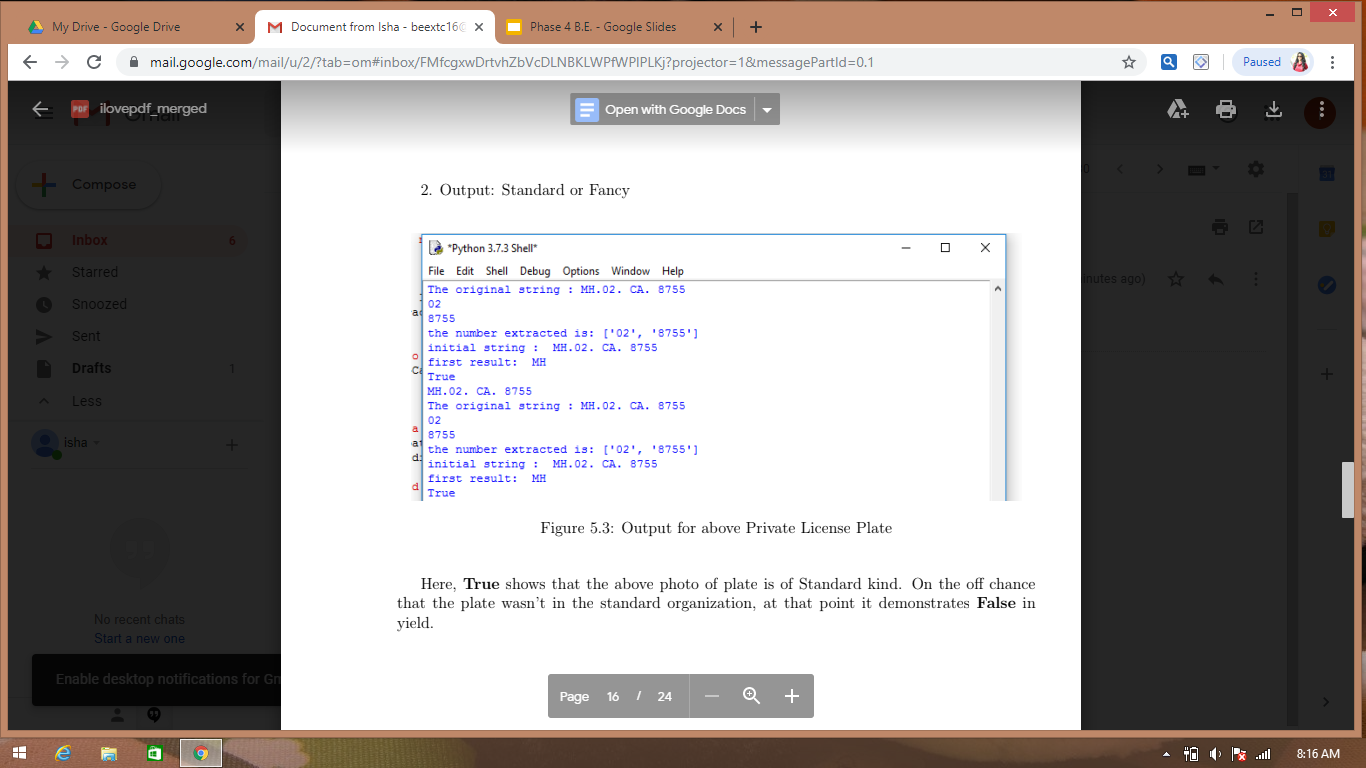 My Drive - Google Drive
Document from Isha - beextc16
Phase 4 B.E. - Google Slides
mail.google.com/mail/u/2/?tab=om#inbox/FMfcgxwDrtvhZbVcDLNBKLWPfWPlPLKj?projector=1&messagePartId=0.1
Paused
PDF ilovepdf_merged
Open with Google Docs
Compose
Inbox 6
Starred
Snoozed
Sent
Drafts 1
Less
isha
No recent chats
Start a new one
Enable desktop notifications for Gm
inutes ago)
2. Output: Standard or Fancy
*Python 3.7.3 Shell*
File Edit Shell Debug Options Window Help
The original string : MH.02. CA. 8755
02
8755
the number extracted is: ['02', '8755']
initial string : MH.02. CA. 8755
first result: MH
True
MH.02. CA. 8755
The original string : MH.02. CA. 8755
02
8755
the number extracted is: ['02', '8755']
initial string : MH.02. CA. 8755
first result: MH
True
Figure 5.3: Output for above Private License Plate
Here, True shows that the above photo of plate is of Standard kind. On the off chance
that the plate wasn't in the standard organization, at that point it demonstrates False in
yield.
Page 16 / 24
8:16 AM